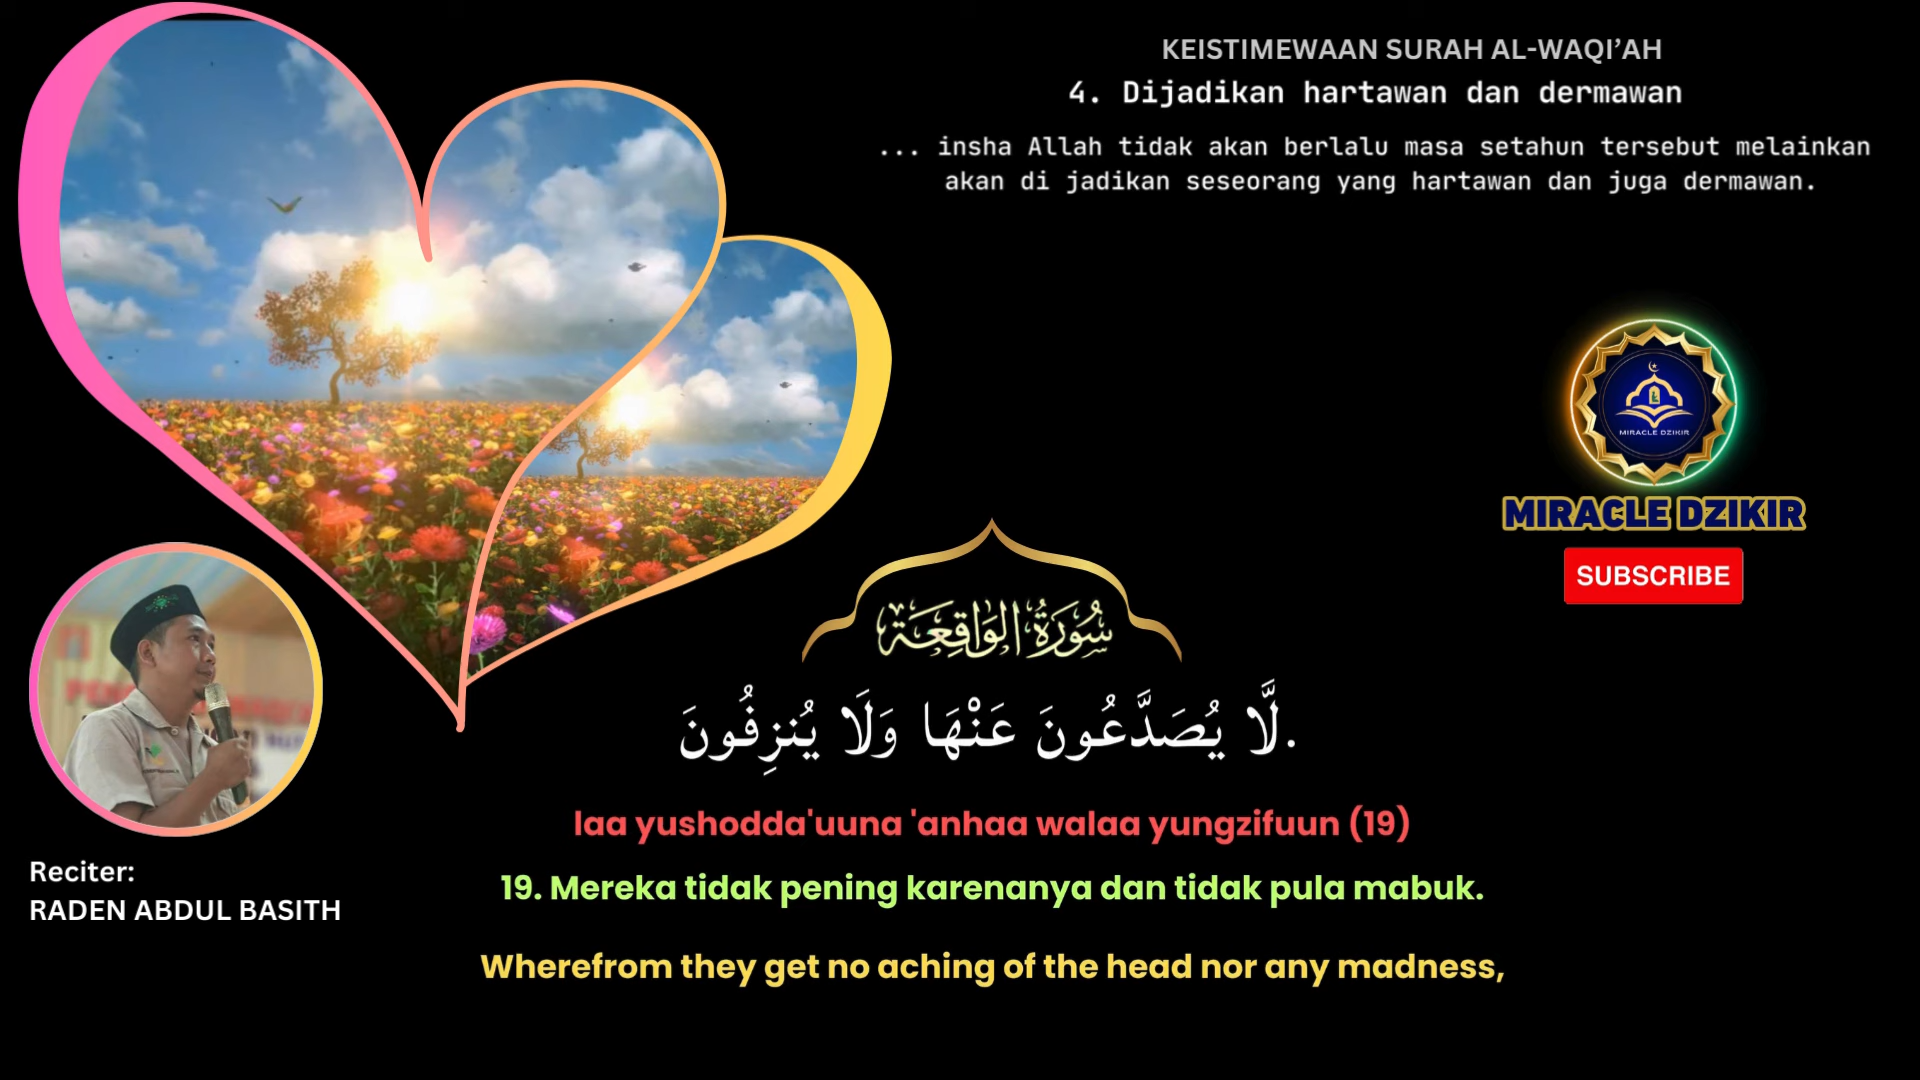 KEISTIMEWAAN SURAH AL-WAQI’AH
4. Dijadikan hartawan dan dermawan
... insha Allah tidak akan berlalu masa setahun tersebut melainkan
akan di jadikan seseorang yang hartawan dan juga dermawan.
MIRACLE DZIKIR
MIRACLE DZIKIR
SUBSCRIBE
سُورَةُ الوَاقِعَة
لَّا يُصَدَّعُونَ عَنْهَا وَلَا يُنزِفُونَ.
laa yushodda'uuna 'anhaa walaa yungzifuun (19)
19. Mereka tidak pening karenanya dan tidak pula mabuk.
Wherefrom they get no aching of the head nor any madness,
Reciter:
RADEN ABDUL BASITH